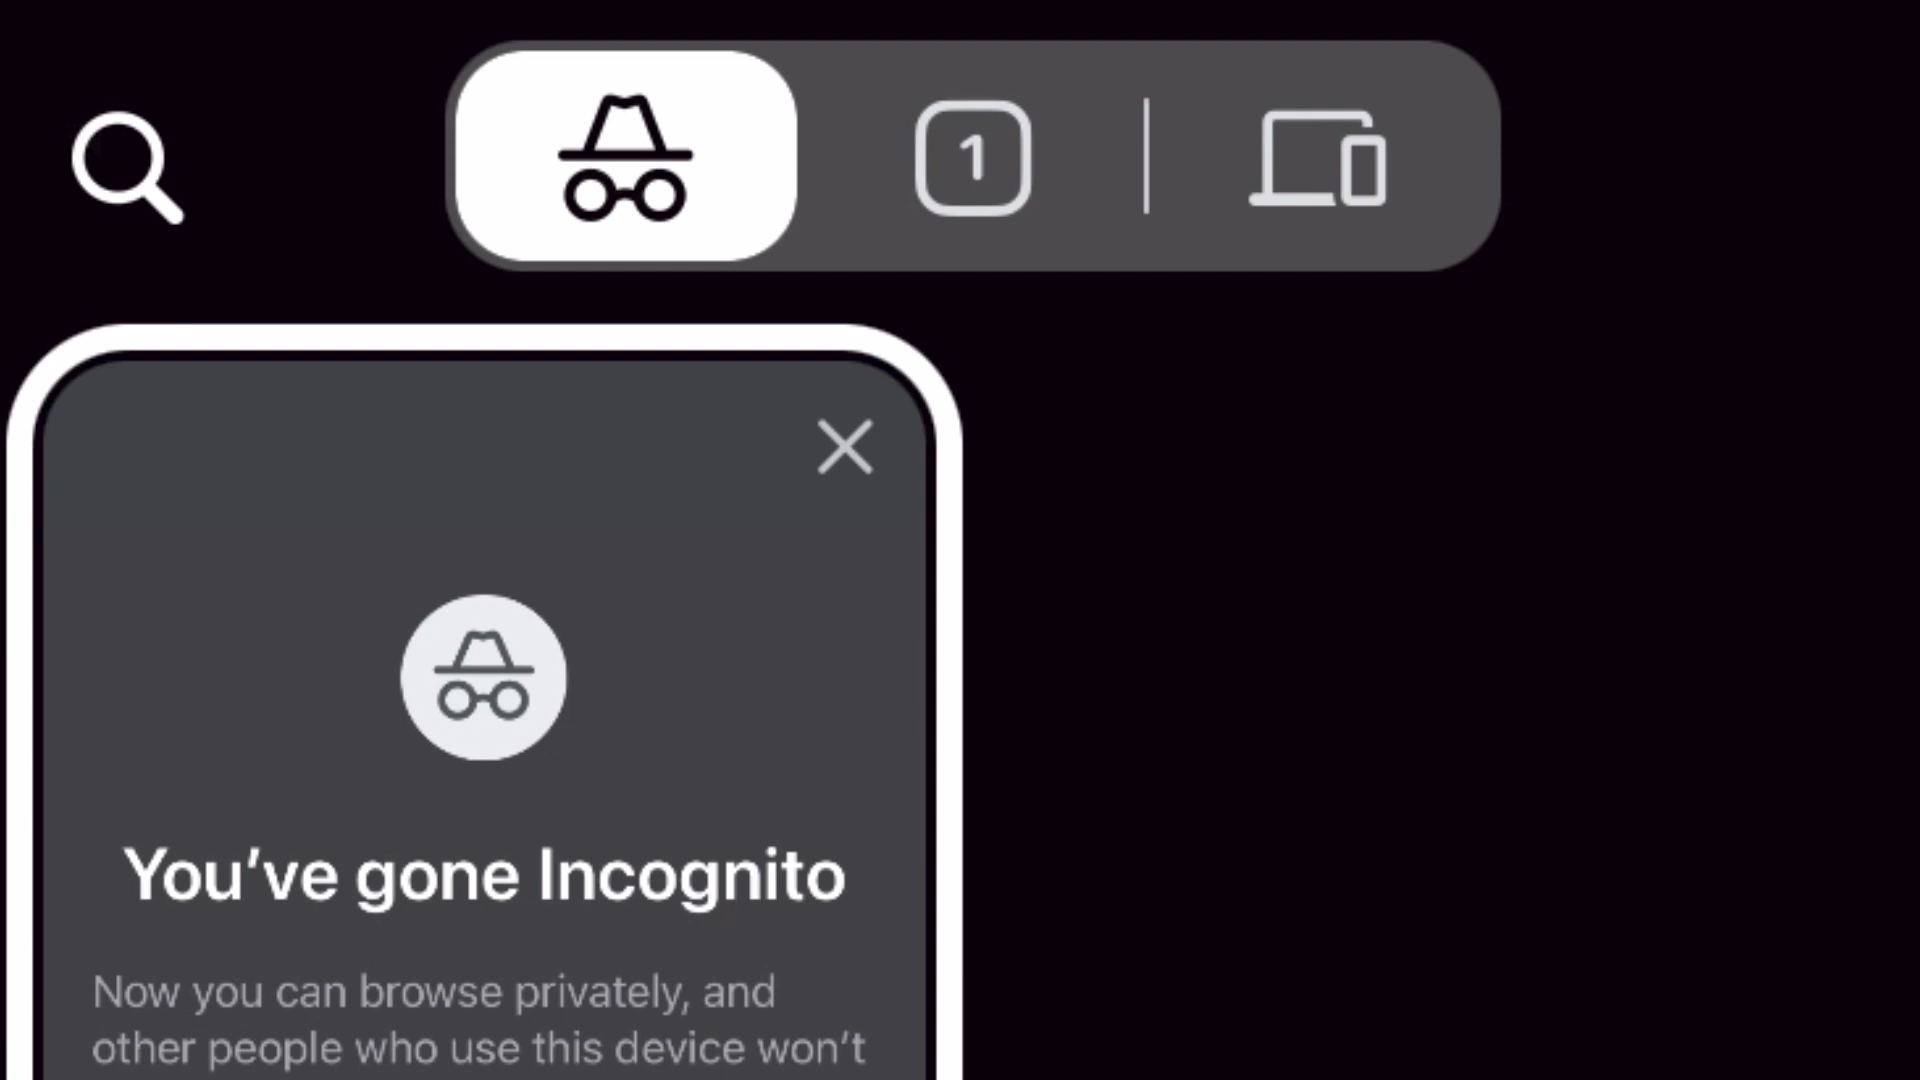 1
You’ve gone Incognito
Now you can browse privately, and
other people who use this device won’t